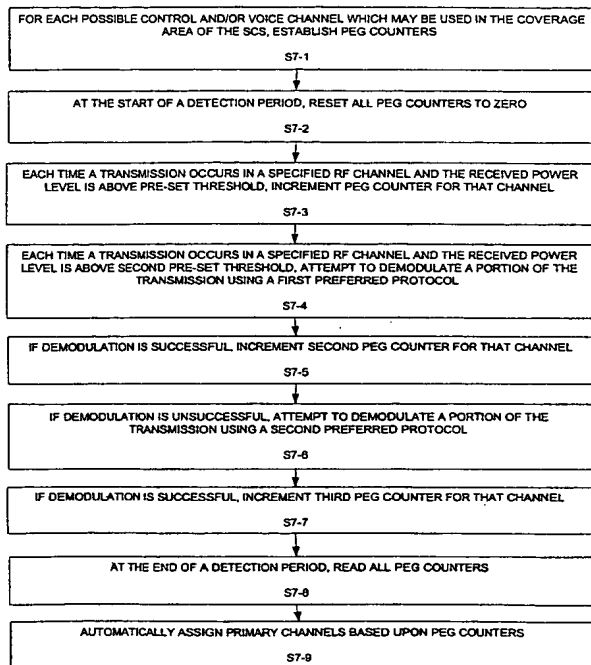 FOR EACH POSSIBLE CONTROL AND/OR VOICE CHANNEL WHICH MAY BE USED IN THE COVERAGE
AREA OF THE SCS, ESTABLISH PEG COUNTERS
S7-1
AT THE START OF A DETECTION PERIOD, RESET ALL PEG COUNTERS TO ZERO
S7-2
EACH TIME A TRANSMISSION OCCURS IN A SPECIFIED RF CHANNEL AND THE RECEIVED POWER
LEVEL IS ABOVE PRE-SET THRESHOLD, INCREMENT PEG COUNTER FOR THAT CHANNEL
S7-3
EACH TIME A TRANSMISSION OCCURS IN A SPECIFIED RF CHANNEL AND THE RECEIVED POWER
LEVEL IS ABOVE SECOND PRE-SET THRESHOLD, ATTEMPT TO DEMODULATE A PORTION OF THE
TRANSMISSION USING A FIRST PREFERRED PROTOCOL
S7-4
IF DEMODULATION IS SUCCESSFUL, INCREMENT SECOND PEG COUNTER FOR THAT CHANNEL
S7-5
IF DEMODULATION IS UNSUCCESSFUL, ATTEMPT TO DEMODULATE A PORTION OF THE
TRANSMISSION USING A SECOND PREFERRED PROTOCOL
S7-6
IF DEMODULATION IS SUCCESSFUL, INCREMENT THIRD PEG COUNTER FOR THAT CHANNEL
S7-7
AT THE END OF A DETECTION PERIOD, READ ALL PEG COUNTERS
S7-8
AUTOMATICALLY ASSIGN PRIMARY CHANNELS BASED UPON PEG COUNTERS
S7-9